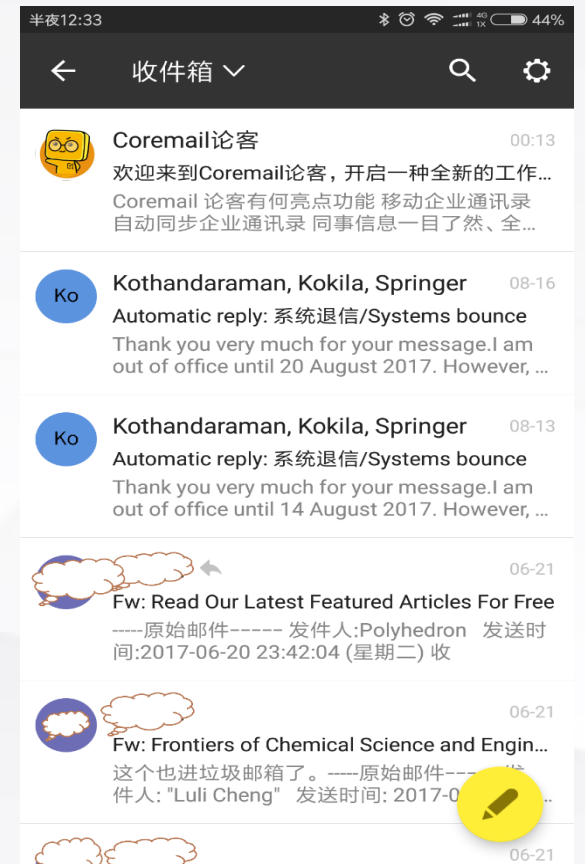 半夜12:33
4G
1X
44%
收件箱
Coremail论客
00:13
欢迎来到Coremail论客，开启一种全新的工作...
Coremail 论客有何亮点功能 移动企业通讯录
自动同步企业通讯录 同事信息一目了然、全...
Ko
Kothandaraman, Kokila, Springer
08-16
Automatic reply: 系统退信/Systems bounce
Thank you very much for your message.I am
out of office until 20 August 2017. However, ...
Ko
Kothandaraman, Kokila, Springer
08-13
Automatic reply: 系统退信/Systems bounce
Thank you very much for your message.I am
out of office until 14 August 2017. However, ...
06-21
Fw: Read Our Latest Featured Articles For Free
-----原始邮件----- 发件人:Polyhedron 发送时
间:2017-06-20 23:42:04 (星期二) 收
06-21
Fw: Frontiers of Chemical Science and Engin...
这个也进垃圾邮箱了。-----原始邮件---
件人: "Luli Cheng" 发送时间: 2017-0
06-21